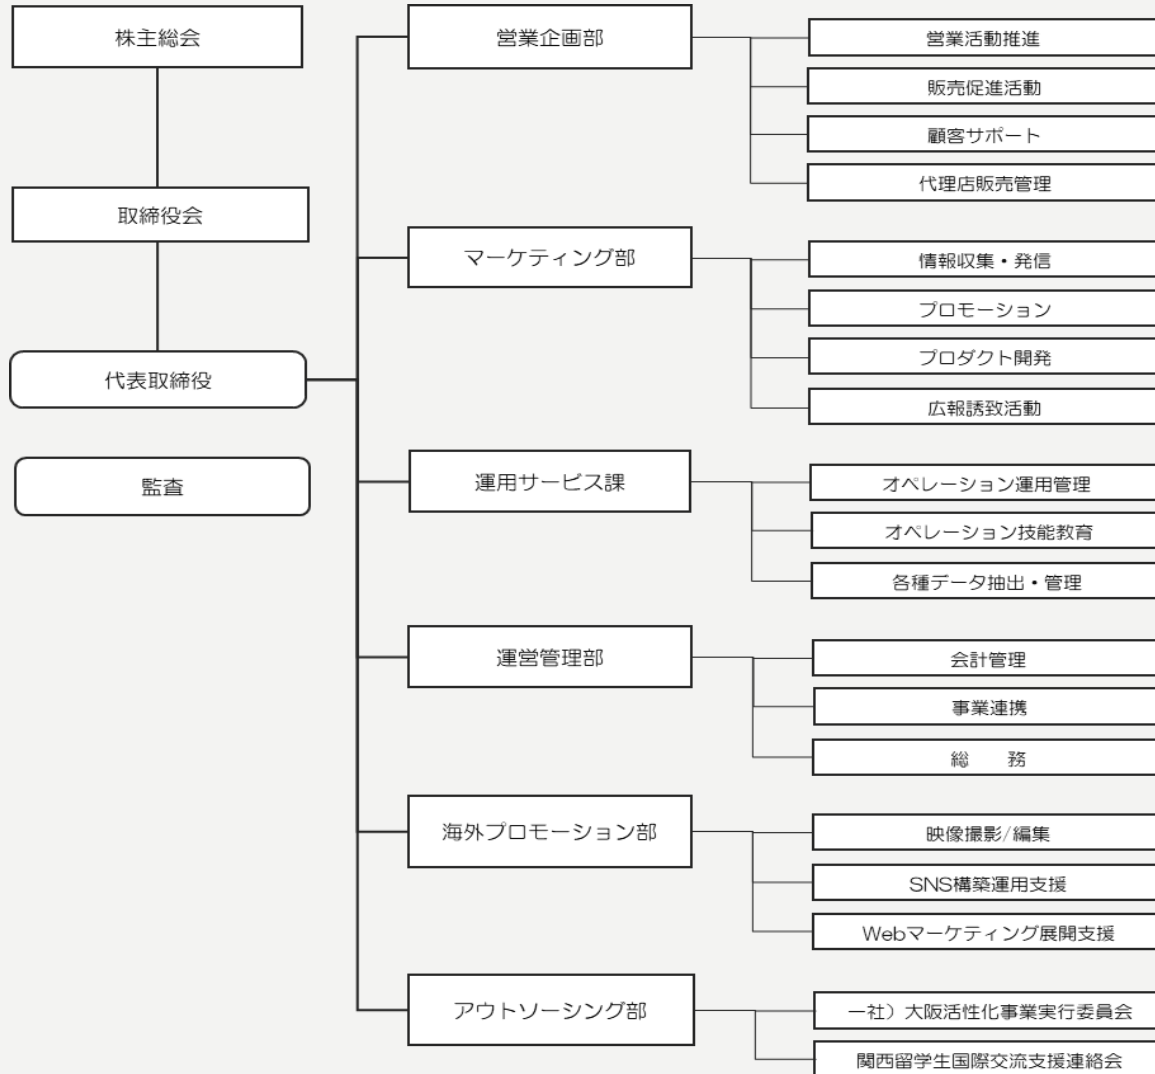 株主総会
取締役会
代表取締役
監査
営業企画部
営業活動推進
販売促進活動
顧客サポート
代理店販売管理
マーケティング部
情報収集・発信
プロモーション
プロダクト開発
広報誘致活動
運用サービス課
オペレーション運用管理
オペレーション技能教育
各種データ抽出・管理
運営管理部
会計管理
事業連携
総　　務
海外プロモーション部
映像撮影/編集
SNS構築運用支援
Webマーケティング展開支援
アウトソーシング部
一社）大阪活性化事業実行委員会
関西留学生国際交流支援連絡会